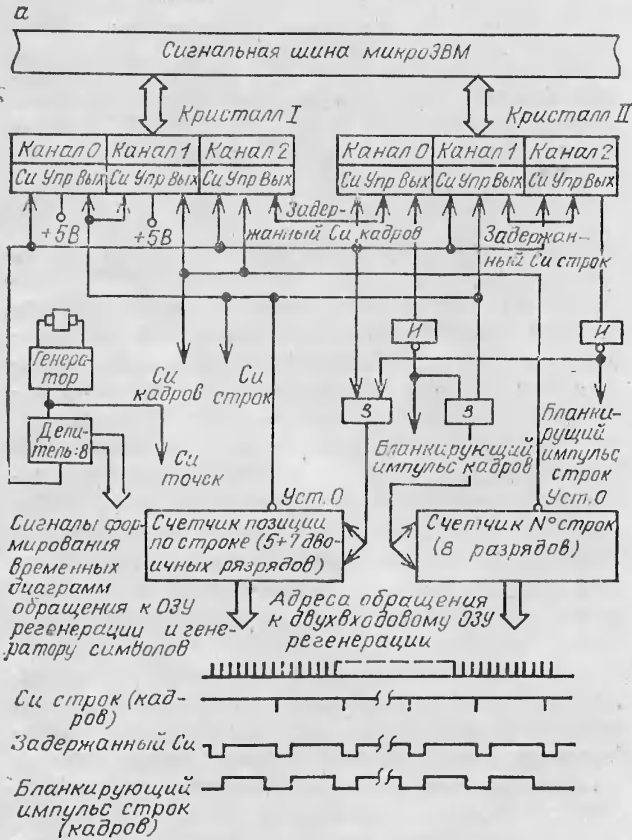 а
Сигнальная шина микроЭВМ
Кристалл I
Кристалл II
Канал 0 Канал 1 Канал 2
Канал 0 Канал 1 Канал 2
Си Упр Вых Си Упр Вых Си Упр Вых
Си Упр Вых Си Упр Вых Си Упр Вых
+5В
+5В
Задер-
жанный Си кадров
Задержан-
ный Си строк
Генера-
тор
Дели-
тель:8
Си
кадров
Си
строк
Си
точек
И
И
З
З
Бланкирующий
импульс кадров
Бланки-
рущий
импульс
строк
Уст. 0
Уст. 0
Счетчик позиции
по строке (5+7 дво-
ичных рязрядов)
Счетчик N° строк
(8 разрядов)
Сигналы фор-
мирования
временных
диаграмм
обращения к ОЗУ
регенерации и гене-
ратору символов
Адреса обращения
к двухвходовому ОЗУ
регенерации
Си строк (кад-
ров)
Задержанный Си
Бланкирующий
импульс строк
(кадров)